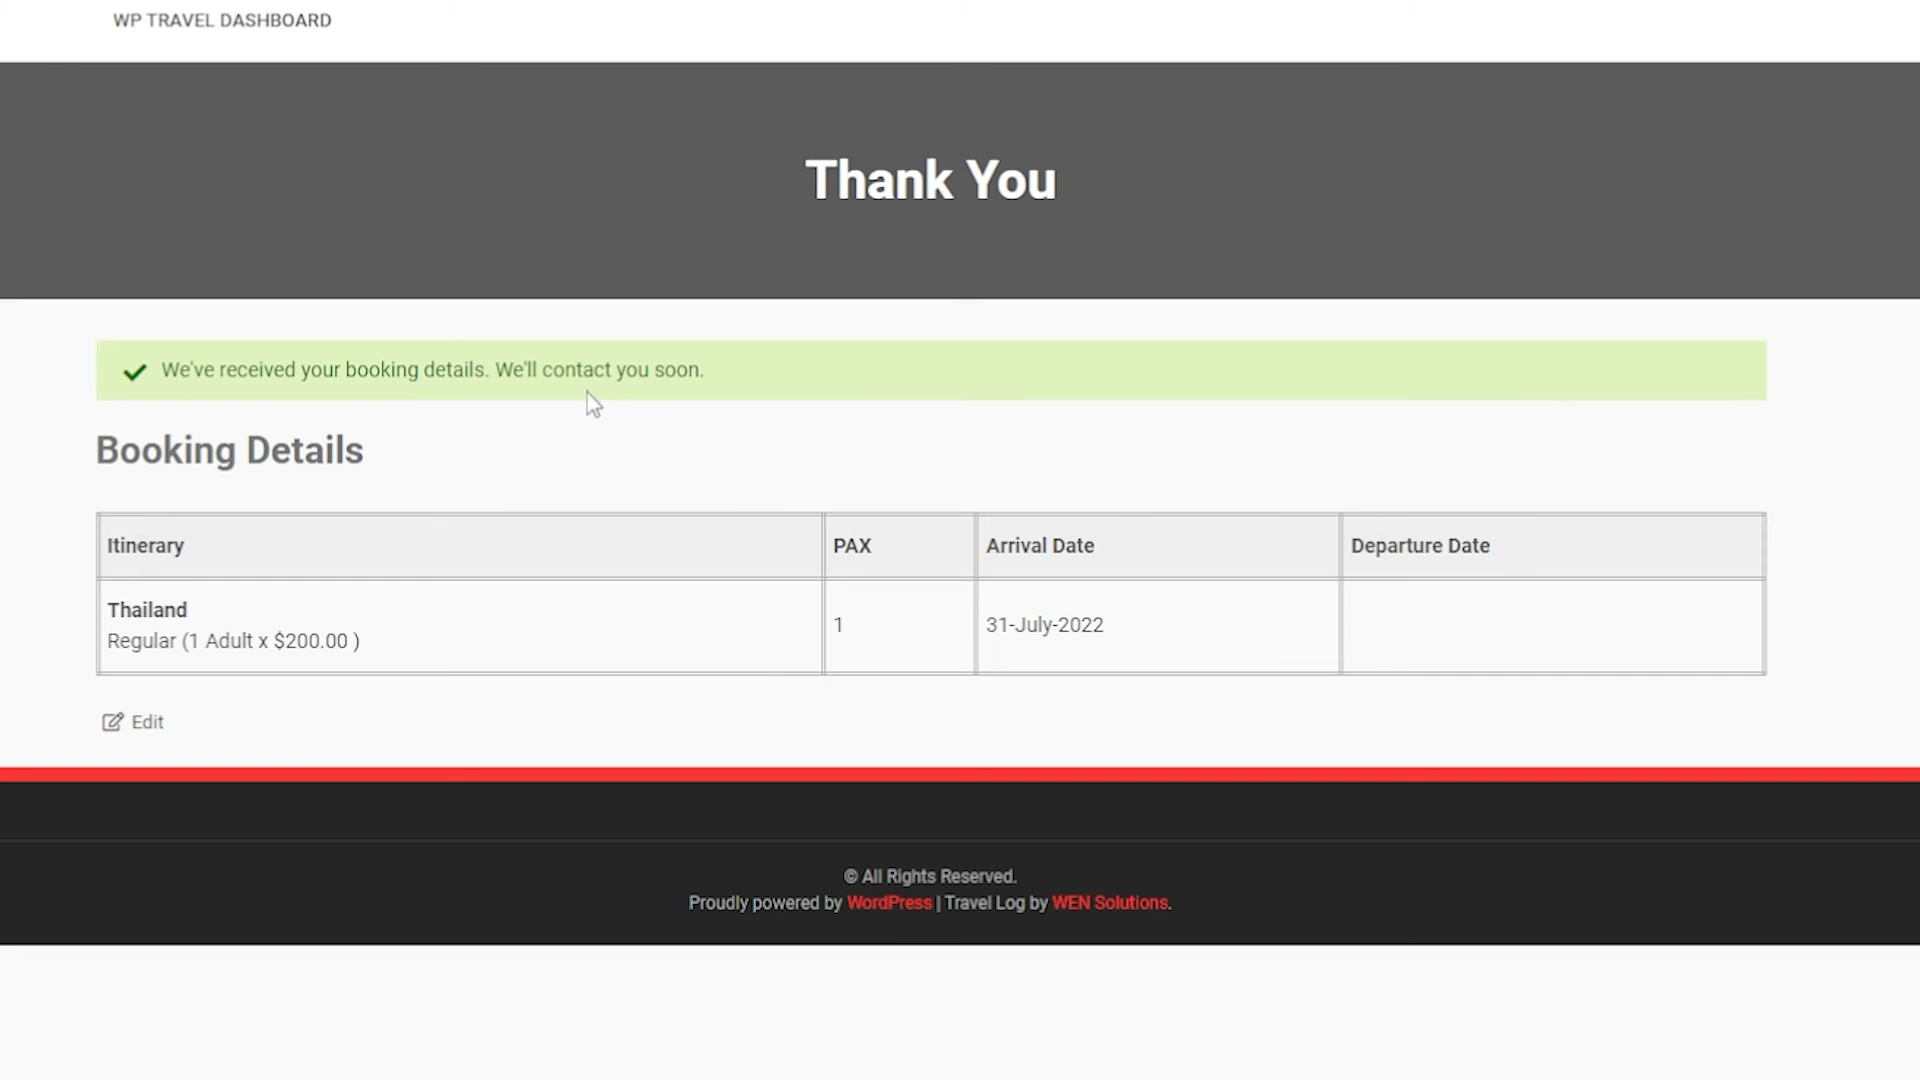 WP TRAVEL DASHBOARD
Thank You
We've received your booking details. We'll contact you soon.
Booking Details
Itinerary PAX Arrival Date Departure Date
Thailand
Regular (1 Adult x $200.00 ) 1 31-July-2022
Edit
© All Rights Reserved.
Proudly powered by WordPress | Travel Log by WEN Solutions.